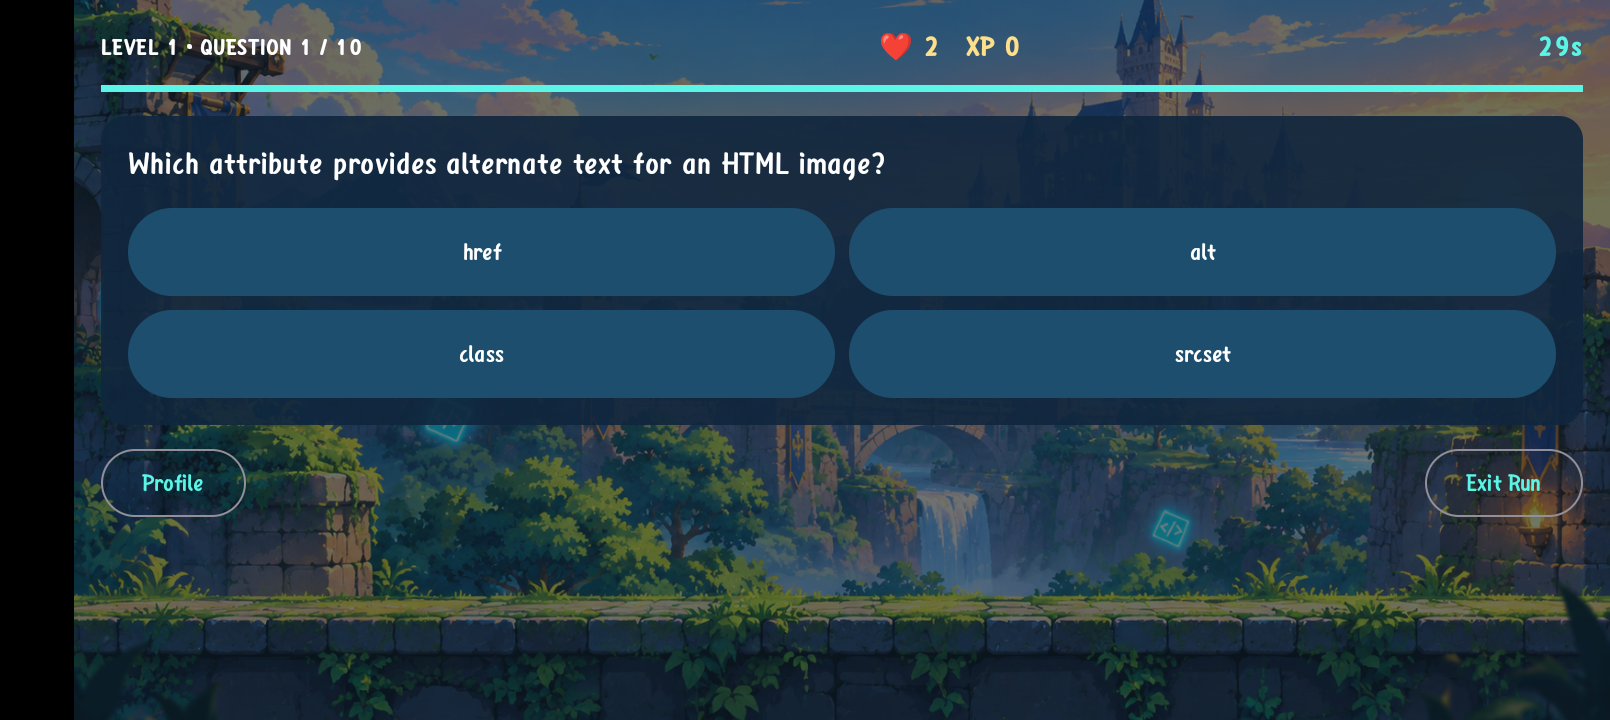 LEVEL 1 • QUESTION 1 / 10
❤️ 2 XP 0
29s
Which attribute provides alternate text for an HTML image?
href
alt
class
srcset
Profile
Exit Run
</>